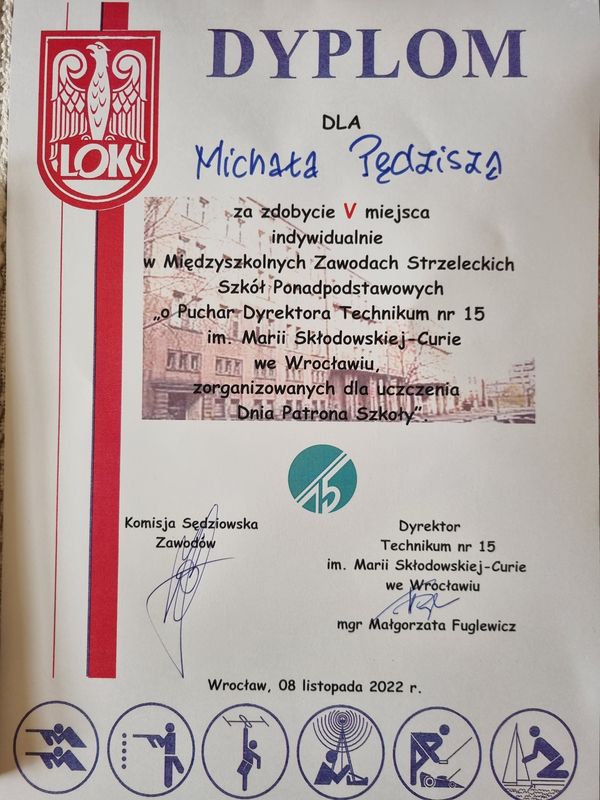 DYPLOM
LOK
DLA
Michała Pędziszą
za zdobycie V miejsca
indywidualnie
w Międzyszkolnych Zawodach Strzeleckich
Szkół Ponadpodstawowych
„o Puchar Dyrektora Technikum nr 15
im. Marii Skłodowskiej-Curie
we Wrocławiu,
zorganizowanych dla uczczenia
Dnia Patrona Szkoły”.
15
Komisja Sędziowska
Zawodów
Dyrektor
Technikum nr 15
im. Marii Skłodowskiej-Curie
we Wrocławiu
mgr Małgorzata Fuglewicz
Wrocław, 08 listopada 2022 r.